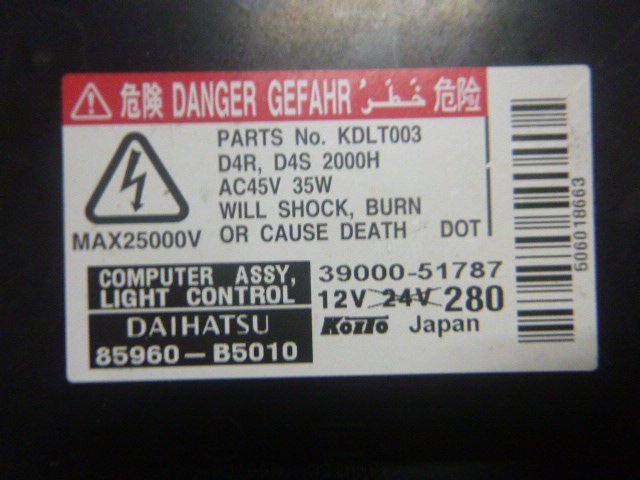 危険 DANGER GEFAHR خَطَرْ 危险
PARTS No. KDLT003
D4R, D4S 2000H
AC45V 35W
WILL SHOCK, BURN
OR CAUSE DEATH DOT
MAX25000V
COMPUTER ASSY,
LIGHT CONTROL
DAIHATSU
85960-B5010
39000-51787
12V 24V 280
KOITO Japan
506018663